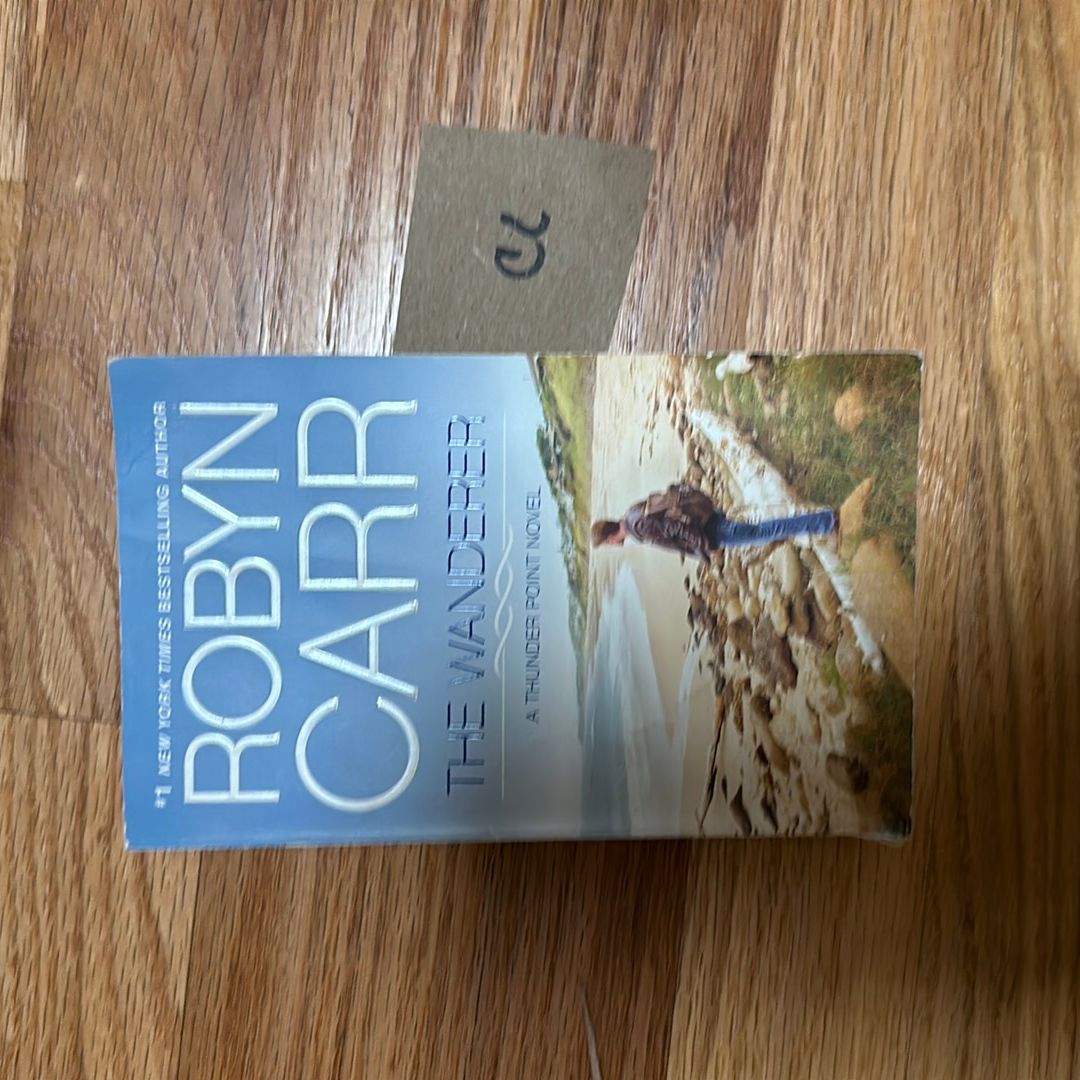 #1 NEW YORK TIMES BESTSELLING AUTHOR
ROBYN
CARR
THE WANDERER
A THUNDER POINT NOVEL
a